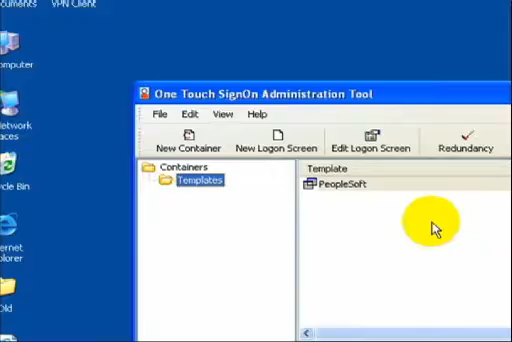 cuments VPN Client
omputer
etwork
aces
cle Bin
ernet
plorer
Old
One Touch SignOn Administration Tool
File Edit View Help
New Container New Logon Screen Edit Logon Screen Redundancy
Containers
Templates
Template
PeopleSoft